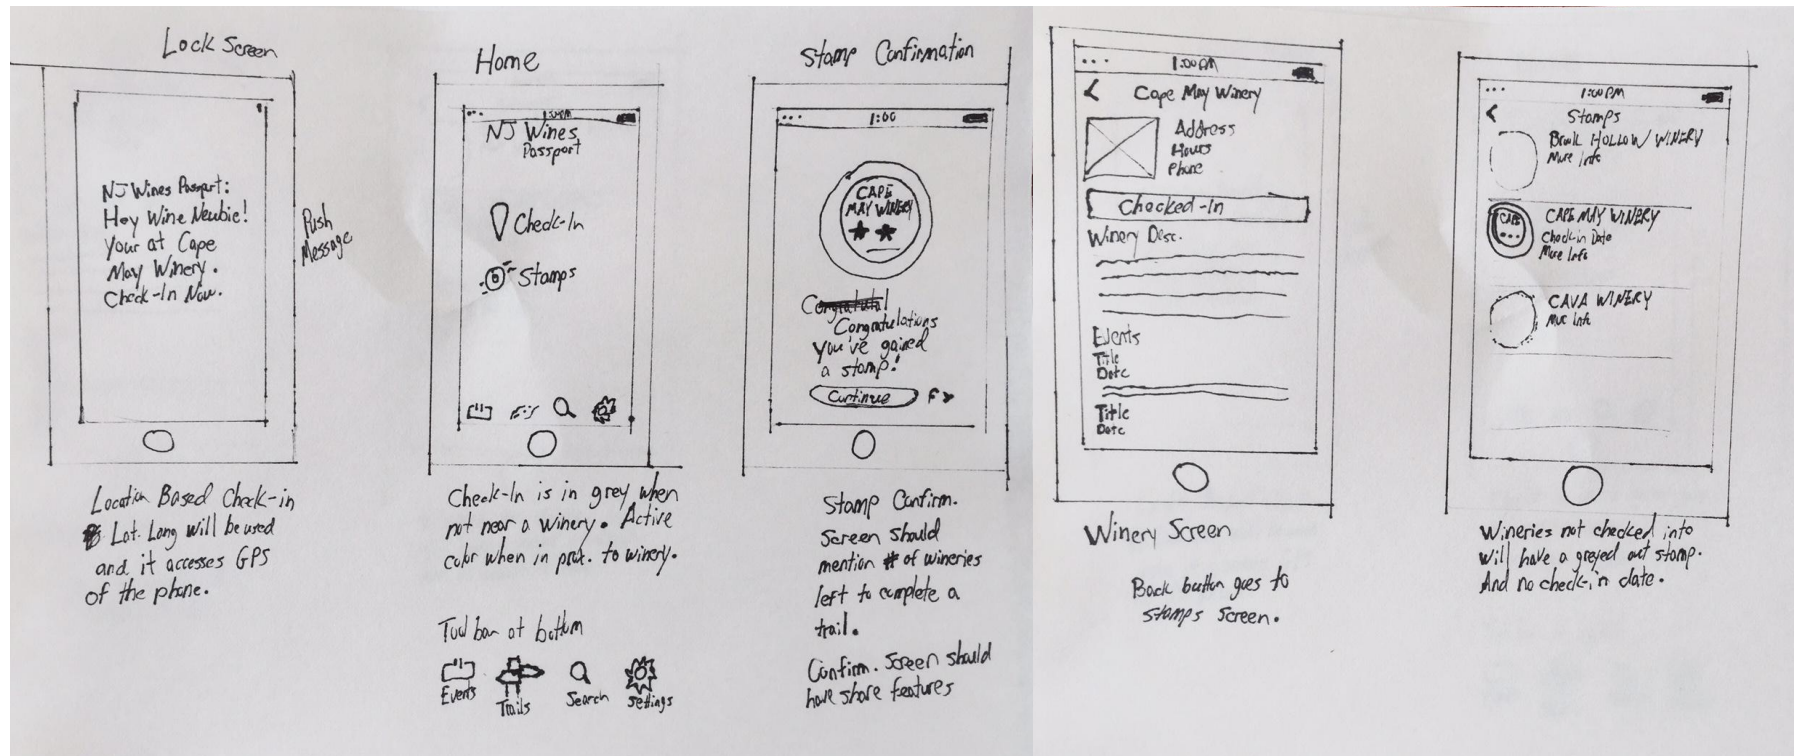 Lock Screen
NJ Wines Passport:
Hey Wine Newbie!
Your at Cape
May Winery.
Check-In Now.
Push
Message
Location Based Check-in
Lat. Long will be used
and it accesses GPS
of the phone.
Home
1:00PM
NJ Wines
Passport
Check-In
Stamps
Check-In is in grey when
not near a winery. Active
color when in prox. to winery.
Tool bar at bottom
Events
Trails
Search
Settings
Stamp Confirmation
1:00
CAPE
MAY WINERY
Congratulations
you've gained
a stamp!
Continue
Stamp Confirm.
Screen should
mention # of wineries
left to complete a
trail.
Confirm. Screen should
have share features
1:00PM
< Cape May Winery
Address
Hours
Phone
Checked-In
Winery Desc.
Events
Title
Date
Title
Date
Winery Screen
Back button goes to
Stamps Screen.
1:00PM
< Stamps
Brook HOLLOW WINERY
More Info
CAPE
CAPE MAY WINERY
Check-in Date
More Info
CAVA WINERY
More Info
Wineries not checked into
will have a greyed out stamp.
And no check-in date.